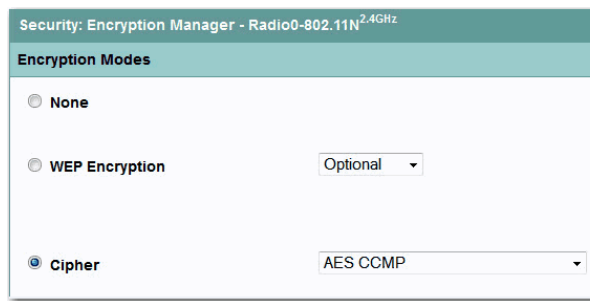 Security: Encryption Manager - Radio0-802.11N2.4GHz
Encryption Modes
None
WEP Encryption Optional
Cipher AES CCMP